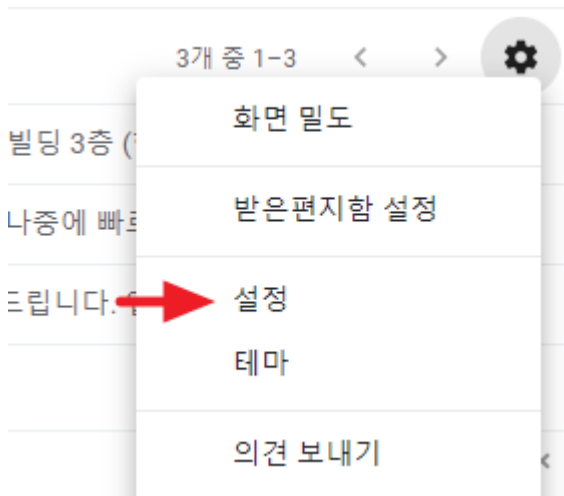 3개 중 1–3
화면 밀도
빌딩 3층 (
받은편지함 설정
나중에 빠르
설정
드립니다.
테마
의견 보내기